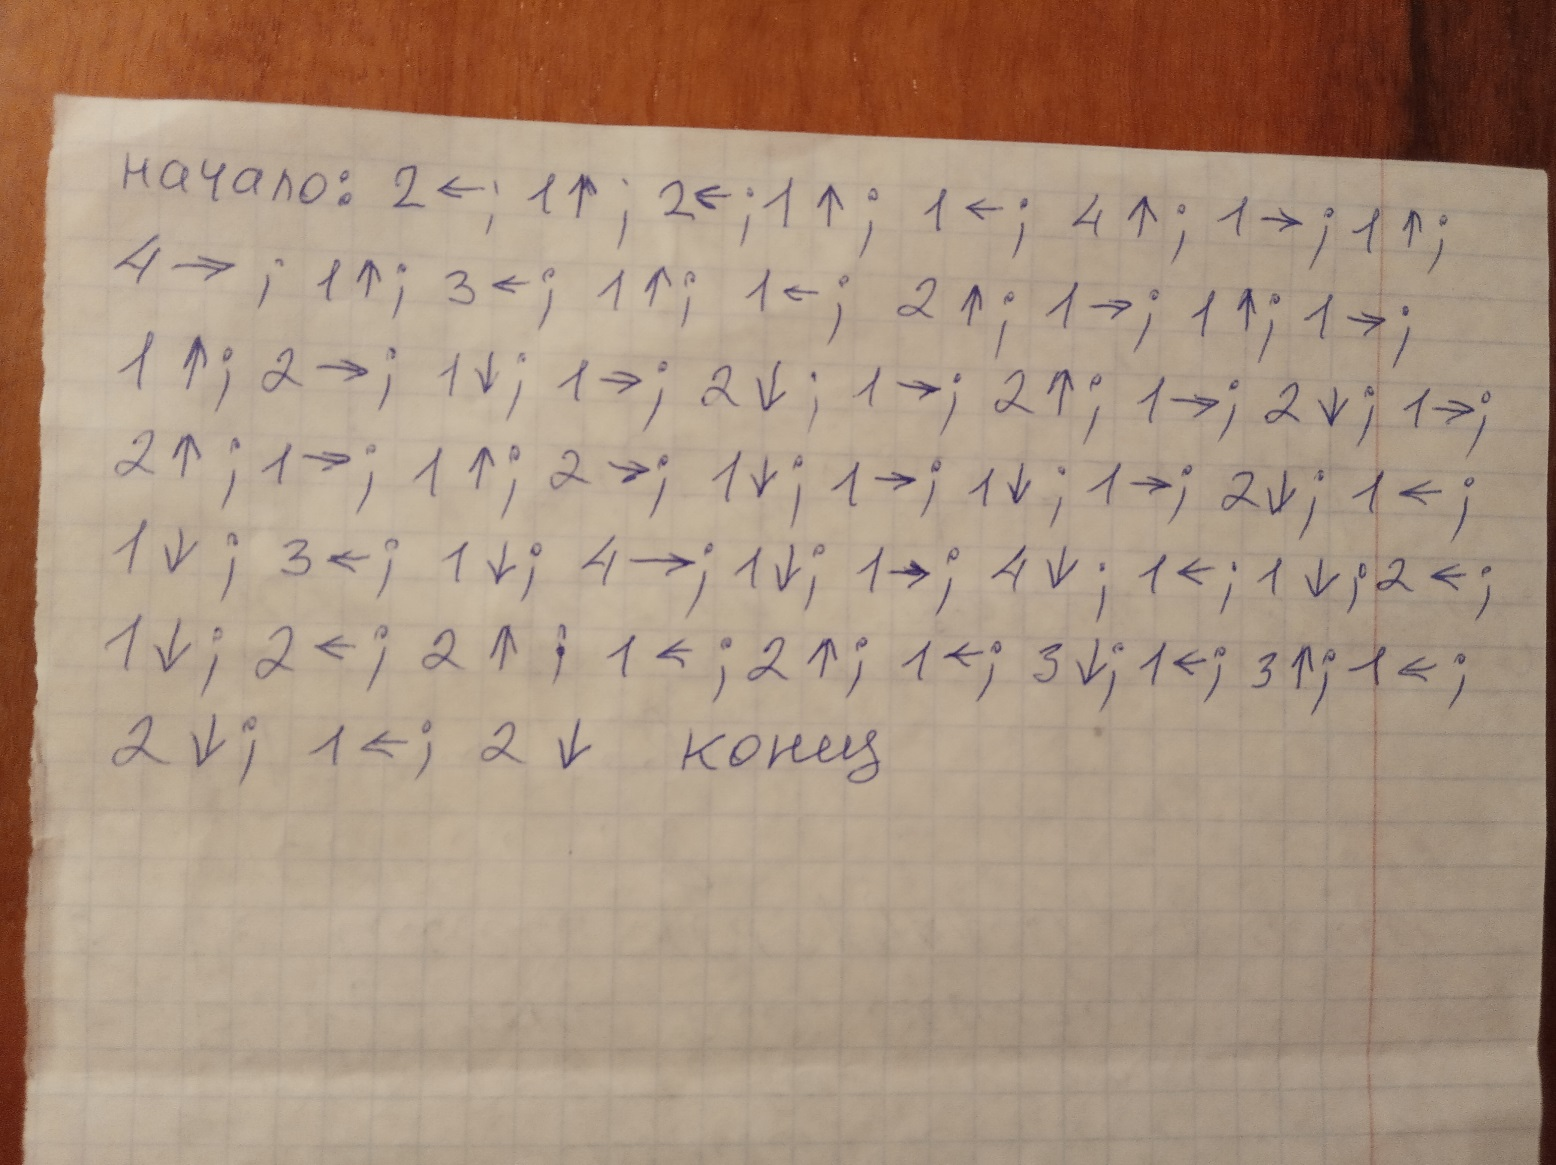 начало: 2 ←; 1 ↑; 2 ←; 1 ↑; 1 ←; 4 ↑; 1 →; 1 ↑;
4 →; 1 ↑; 3 ←; 1 ↑; 1 ←; 2 ↑; 1 →; 1 ↑; 1 →;
1 ↑; 2 →; 1 ↓; 1 →; 2 ↓; 1 →; 2 ↑; 1 →; 2 ↓; 1 →;
2 ↑; 1 →; 1 ↑; 2 →; 1 ↓; 1 →; 1 ↓; 1 →; 2 ↓; 1 ←;
1 ↓; 3 ←; 1 ↓; 4 →; 1 ↓; 1 →; 4 ↓; 1 ←; 1 ↓; 2 ←;
1 ↓; 2 ←; 2 ↑; 1 ←; 2 ↑; 1 ←; 3 ↓; 1 ←; 3 ↑; 1 ←;
2 ↓; 1 ←; 2 ↓ конец